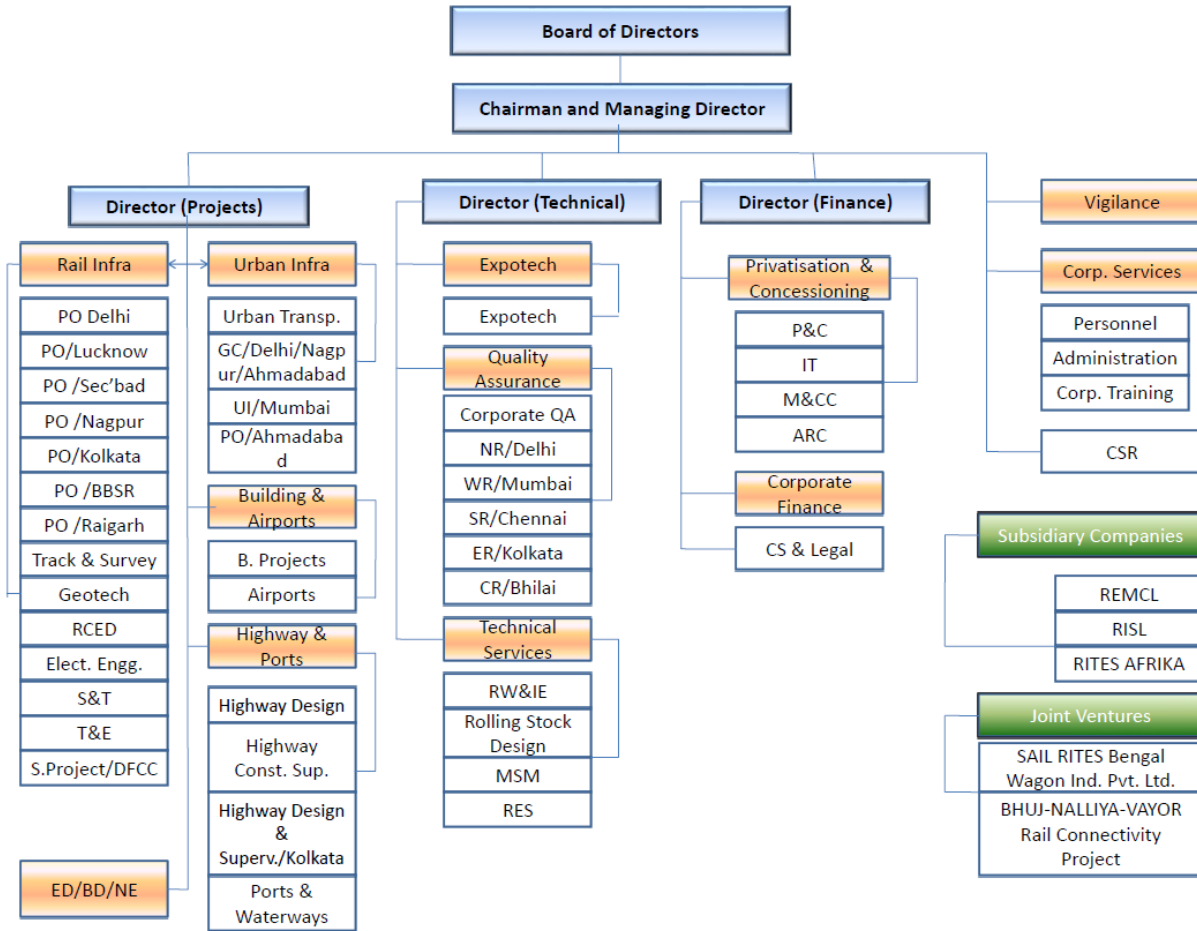 Board of Directors
Chairman and Managing Director
Director (Projects)
Rail Infra
PO Delhi
PO/Lucknow
PO /Sec’bad
PO /Nagpur
PO/Kolkata
PO /BBSR
PO /Raigarh
Track & Survey
Geotech
RCED
Elect. Engg.
S&T
T&E
S.Project/DFCC
ED/BD/NE
Urban Infra
Urban Transp.
GC/Delhi/Nagp
ur/Ahmadabad
UI/Mumbai
PO/Ahmadaba
d
Building &
Airports
B. Projects
Airports
Highway &
Ports
Highway Design
Highway
Const. Sup.
Highway Design
&
Superv./Kolkata
Ports &
Waterways
Director (Technical)
Expotech
Expotech
Quality
Assurance
Corporate QA
NR/Delhi
WR/Mumbai
SR/Chennai
ER/Kolkata
CR/Bhilai
Technical
Services
RW&IE
Rolling Stock
Design
MSM
RES
Director (Finance)
Privatisation &
Concessioning
P&C
IT
M&CC
ARC
Corporate
Finance
CS & Legal
Vigilance
Corp. Services
Personnel
Administration
Corp. Training
CSR
Subsidiary Companies
REMCL
RISL
RITES AFRIKA
Joint Ventures
SAIL RITES Bengal
Wagon Ind. Pvt. Ltd.
BHUJ-NALLIYA-VAYOR
Rail Connectivity
Project